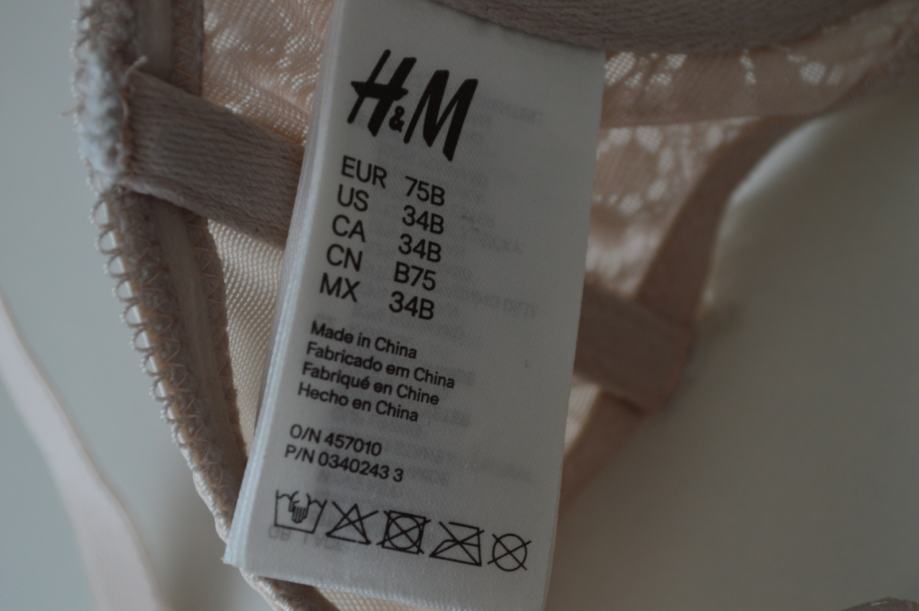 H&M
EUR 75B
US 34B
CA 34B
CN B75
MX 34B
Made in China
Fabricado em China
Fabriqué en Chine
Hecho en China
O/N 457010
P/N 0340243 3